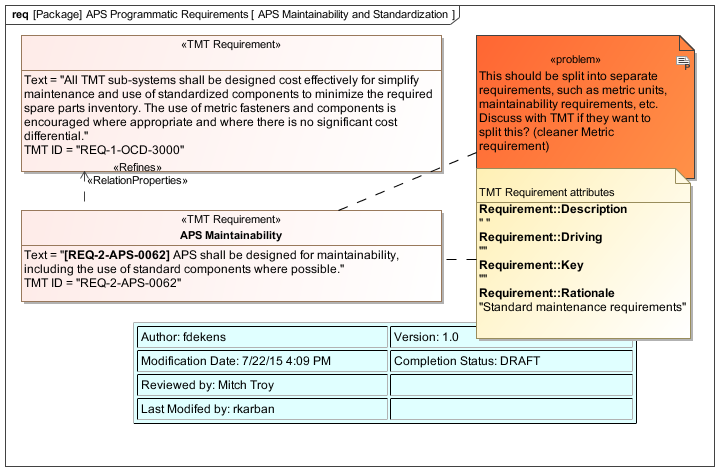 req [Package] APS Programmatic Requirements [ APS Maintainability and Standardization ]
«TMT Requirement»
Text = "All TMT sub-systems shall be designed cost effectively for simplify
maintenance and use of standardized components to minimize the required
spare parts inventory. The use of metric fasteners and components is
encouraged where appropriate and where there is no significant cost
differential."
TMT ID = "REQ-1-OCD-3000"
«problem»
This should be split into separate
requirements, such as metric units,
maintainability requirements, etc.
Discuss with TMT if they want to
split this? (cleaner Metric
requirement)
«Refines»
«RelationProperties»
«TMT Requirement»
APS Maintainability
Text = "[REQ-2-APS-0062] APS shall be designed for maintainability,
including the use of standard components where possible."
TMT ID = "REQ-2-APS-0062"
TMT Requirement attributes
Requirement::Description
" "
Requirement::Driving
""
Requirement::Key
""
Requirement::Rationale
"Standard maintenance requirements"
Author: fdekens
Version: 1.0
Modification Date: 7/22/15 4:09 PM
Completion Status: DRAFT
Reviewed by: Mitch Troy
Last Modifed by: rkarban